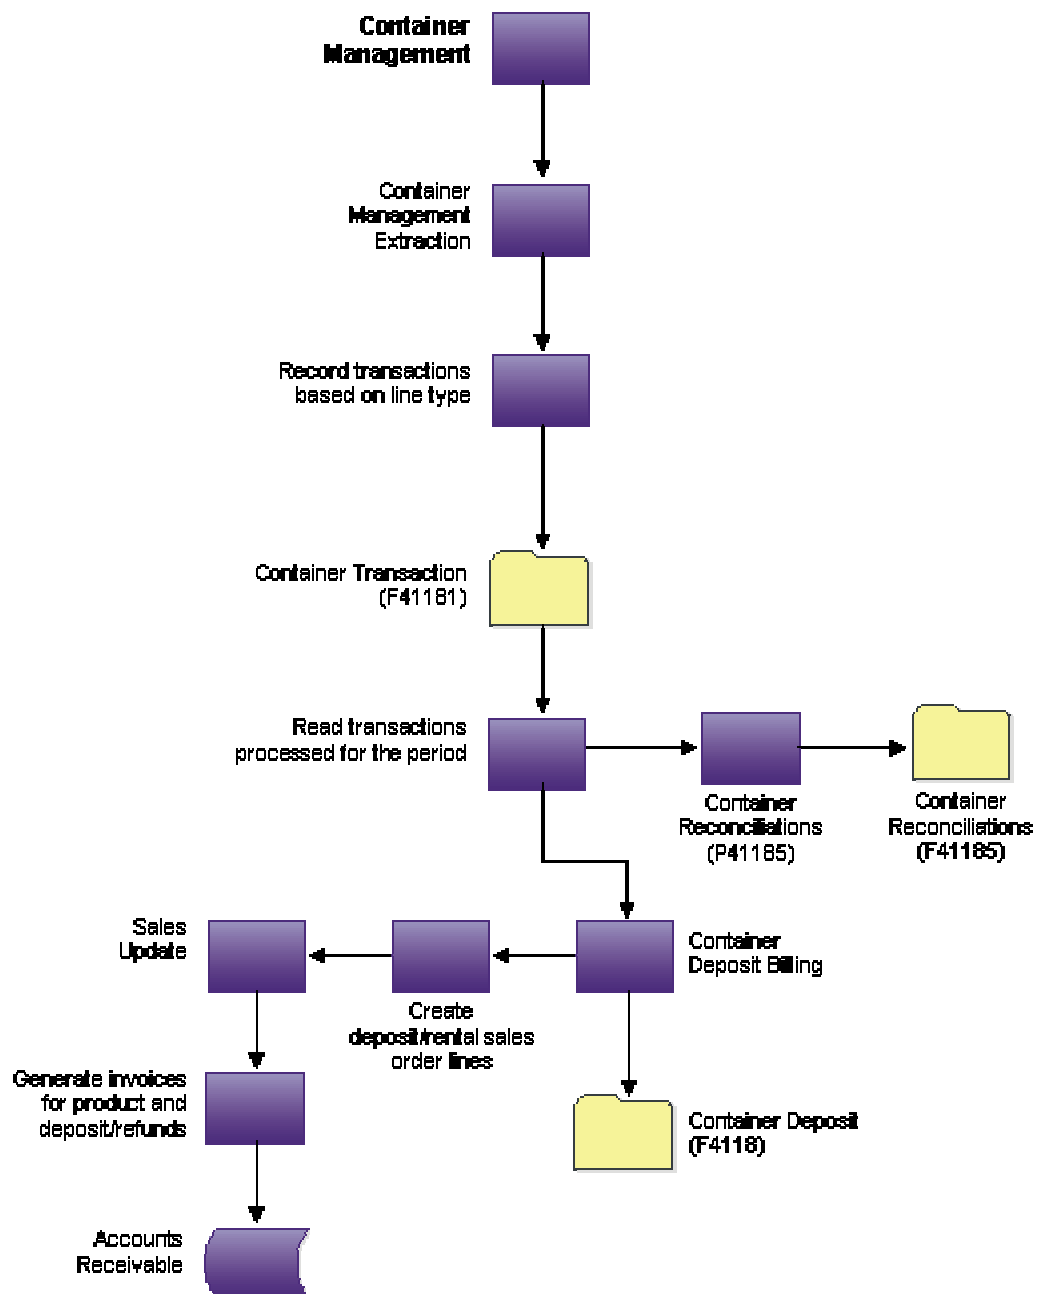 Container
Management
Container
Management
Extraction
Record transactions
based on line type
Container Transaction
(F41181)
Read transactions
processed for the period
Container
Reconciliations
(P41185)
Container
Reconciliations
(F41185)
Sales
Update
Create
deposit/rental sales
order lines
Container
Deposit Billing
Generate invoices
for product and
deposit/refunds
Container Deposit
(F4118)
Accounts
Receivable